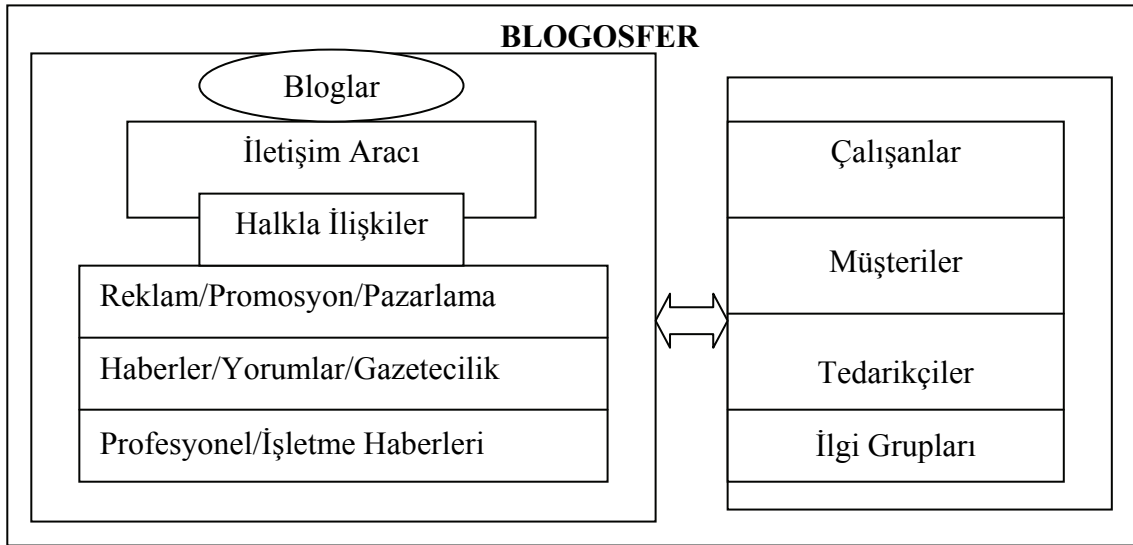 BLOGOSFER
Bloglar
İletişim Aracı
Halkla İlişkiler
Reklam/Promosyon/Pazarlama
Haberler/Yorumlar/Gazetecilik
Profesyonel/İşletme Haberleri
Çalışanlar
Müşteriler
Tedarikçiler
İlgi Grupları